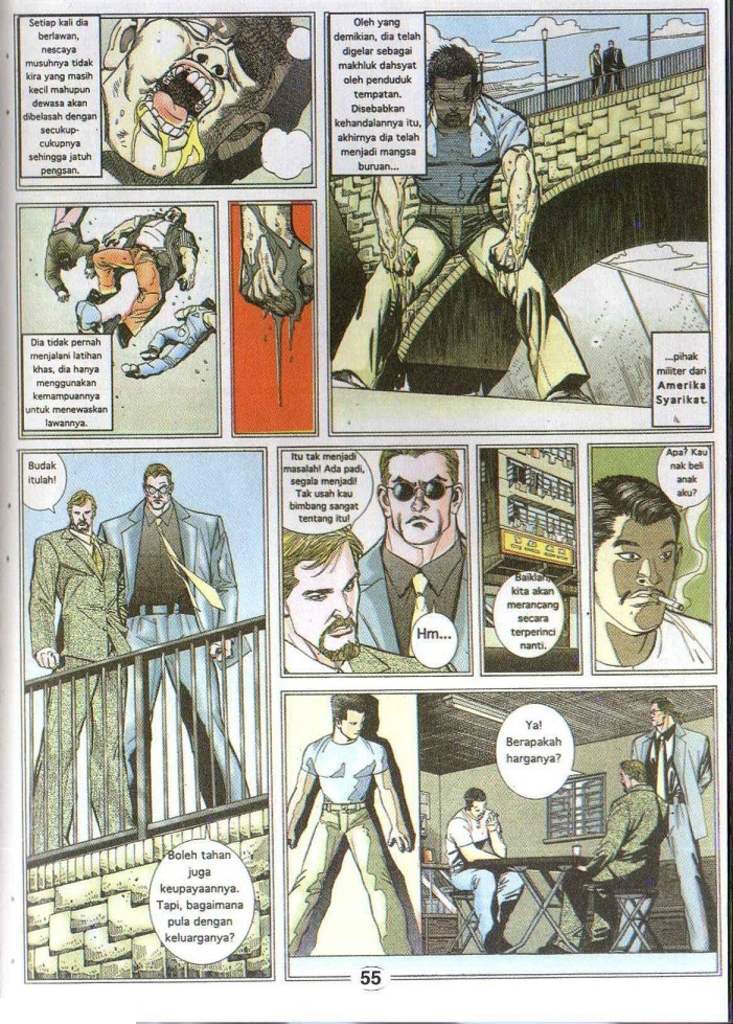 Setiap kali dia
berlawan,
nescaya
musuhnya tidak
kira yang masih
kecil mahupun
dewasa akan
dibelasah dengan
secukup-
cukupnya
sehingga jatuh
pengsan.
Oleh yang
demikian, dia telah
digelar sebagai
makhluk dahsyat
oleh penduduk
tempatan.
Disebabkan
kehandalannya itu,
akhirnya dia telah
menjadi mangsa
buruan...
...pihak
militer dari
Amerika
Syarikat.
Dia tidak pernah
menjalani latihan
khas, dia hanya
menggunakan
kemampuannya
untuk menewaskan
lawannya.
Budak
itulah!
Boleh tahan
juga
keupayaannya.
Tapi, bagaimana
pula dengan
keluarganya?
Itu tak menjadi
masalah! Ada padi,
segala menjadi!
Tak usah kau
bimbang sangat
tentang itu!
Hm...
Baiklah,
kita akan
merancang
secara
terperinci
nanti.
Apa? Kau
nak beli
anak
aku?
Ya!
Berapakah
harganya?
55